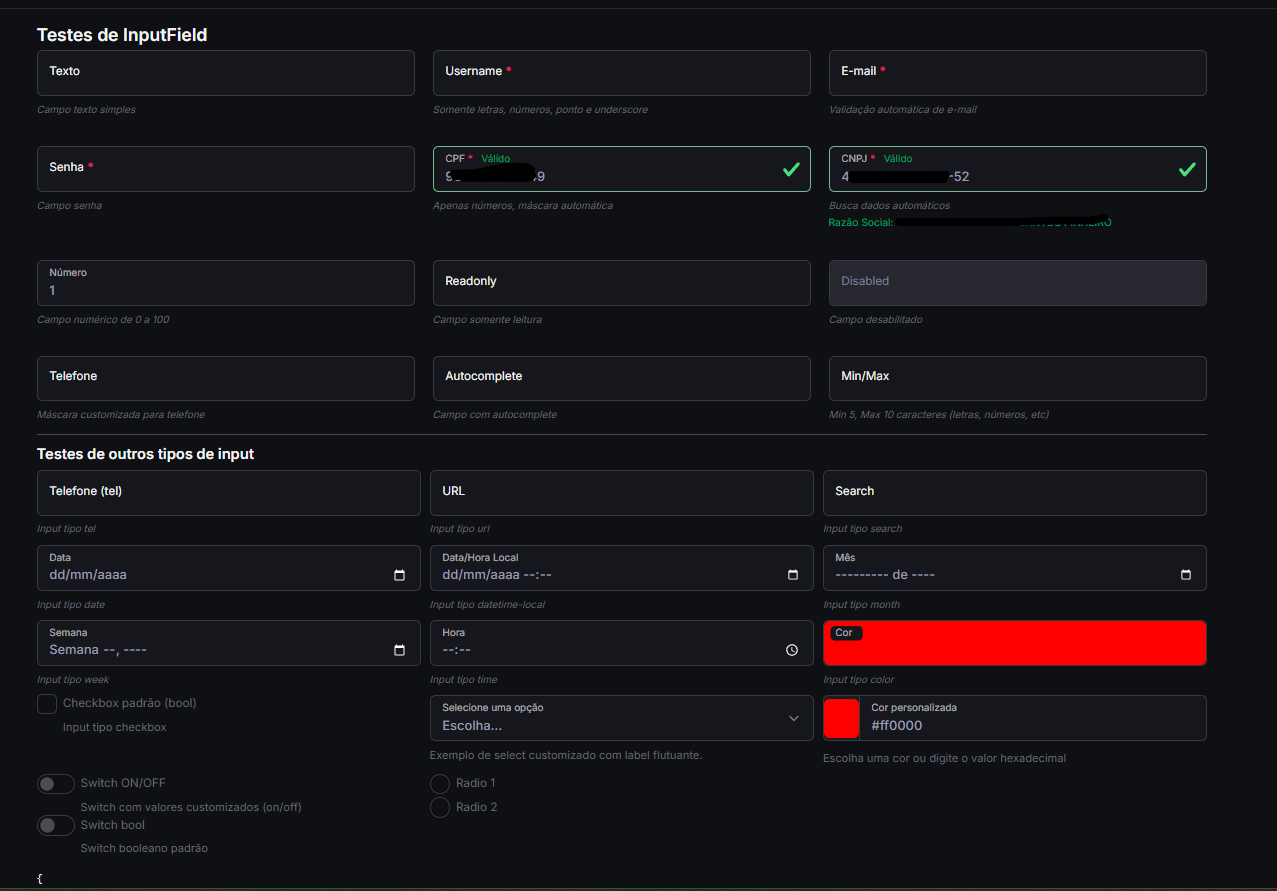 Testes de InputField
Texto
Username *
E-mail *
Campo texto simples
Somente letras, números, ponto e underscore
Validação automática de e-mail
Senha *
CPF * Válido
9
9
CNPJ * Válido
4
-52
Campo senha
Apenas números, máscara automática
Busca dados automáticos
Razão Social:
Número
1
Readonly
Disabled
Campo numérico de 0 a 100
Campo somente leitura
Campo desabilitado
Telefone
Autocomplete
Min/Max
Máscara customizada para telefone
Campo com autocomplete
Min 5, Max 10 caracteres (letras, números, etc)
Testes de outros tipos de input
Telefone (tel)
URL
Search
Input tipo tel
Input tipo url
Input tipo search
Data
dd/mm/aaaa
Data/Hora Local
dd/mm/aaaa --:--
Mês
--------- de ----
Input tipo date
Input tipo datetime-local
Input tipo month
Semana
Semana --, ----
Hora
--:--
Cor
Input tipo week
Input tipo time
Input tipo color
Checkbox padrão (bool)
Input tipo checkbox
Selecione uma opção
Escolha...
Cor personalizada
#ff0000
Exemplo de select customizado com label flutuante.
Escolha uma cor ou digite o valor hexadecimal
Switch ON/OFF
Switch com valores customizados (on/off)
Switch bool
Switch booleano padrão
Radio 1
Radio 2
{